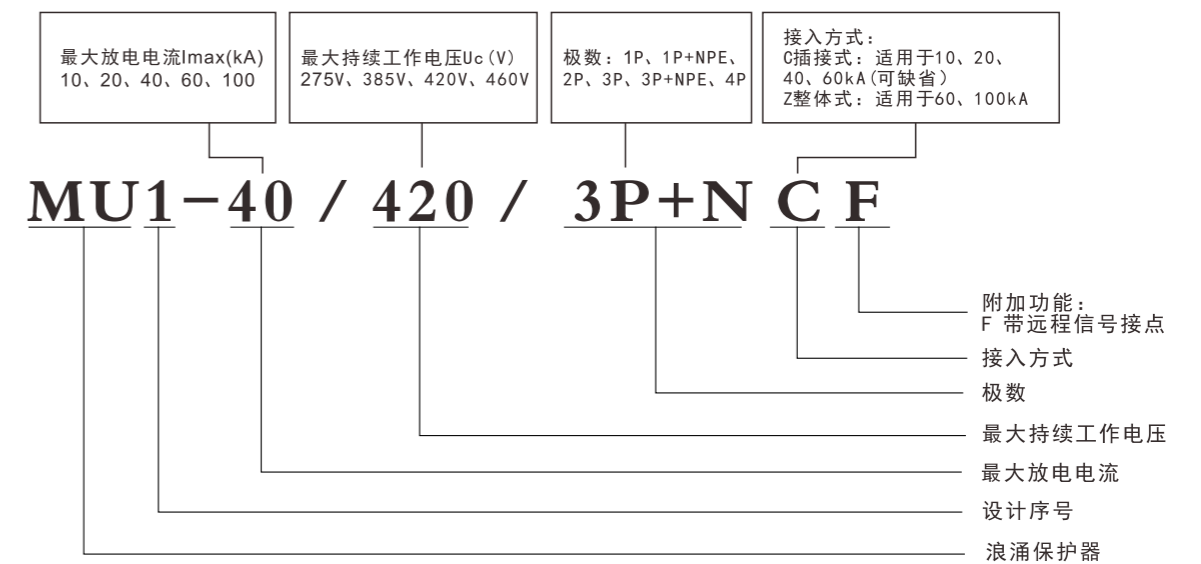 最大放电电流Imax(kA)
10、20、40、60、100
最大持续工作电压Uc(V)
275V、385V、420V、460V
极数：1P、1P+NPE、
2P、3P、3P+NPE、4P
接入方式：
C插接式：适用于10、20、
40、60kA(可缺省)
Z整体式：适用于60、100kA
MU1-40 / 420 / 3P+N C F
附加功能：
F 带远程信号接点
接入方式
极数
最大持续工作电压
最大放电电流
设计序号
浪涌保护器